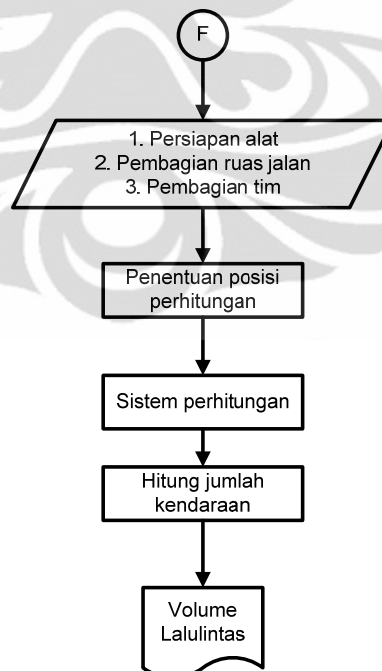 F
1. Persiapan alat
2. Pembagian ruas jalan
3. Pembagian tim
Penentuan posisi
perhitungan
Sistem perhitungan
Hitung jumlah
kendaraan
Volume
Lalulintas